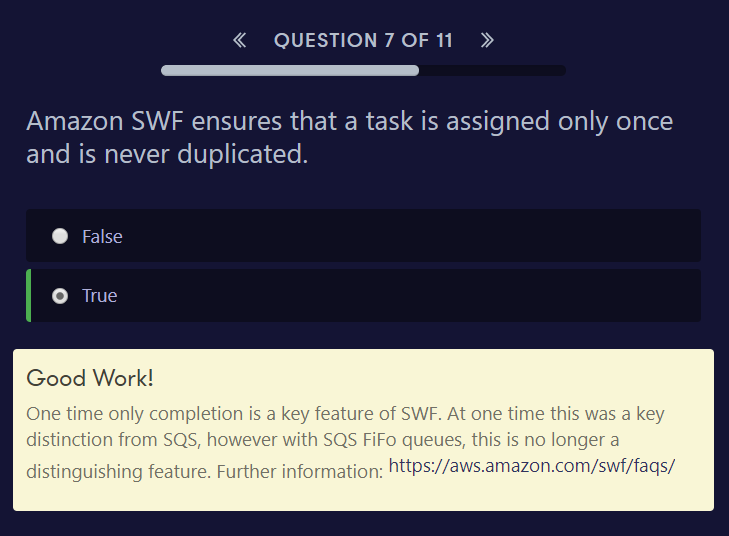 « QUESTION 7 OF 11 »
Amazon SWF ensures that a task is assigned only once
and is never duplicated.
False
True
Good Work!
One time only completion is a key feature of SWF. At one time this was a key
distinction from SQS, however with SQS FiFo queues, this is no longer a
distinguishing feature. Further information: https://aws.amazon.com/swf/faqs/